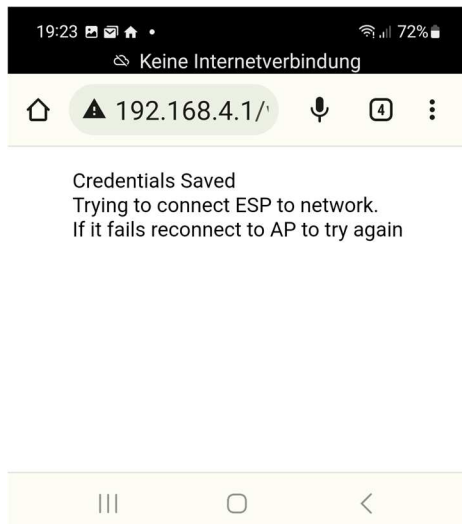 19:23
72%
Keine Internetverbindung
192.168.4.1/
4
Credentials Saved
Trying to connect ESP to network.
If it fails reconnect to AP to try again